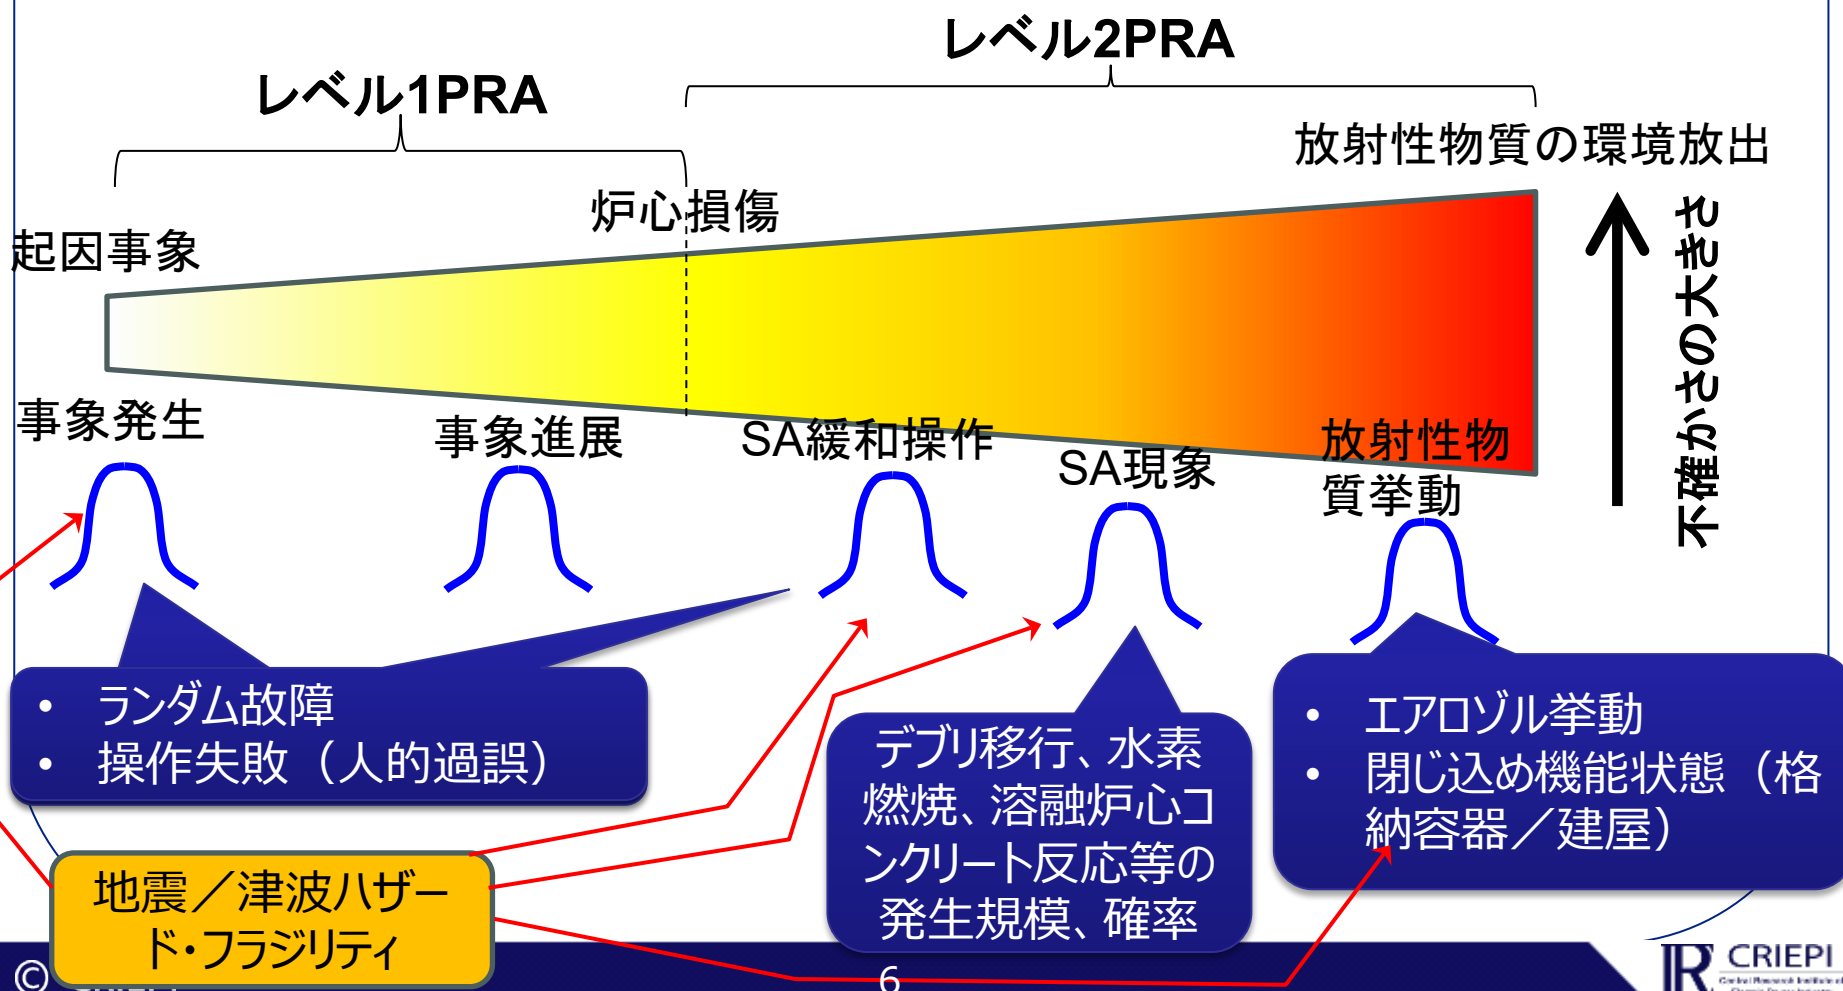 レベル2PRA
レベル1PRA
放射性物質の環境放出
炉心損傷
起因事象
不確かさの大きさ
事象発生
事象進展
SA緩和操作
SA現象
放射性物
質挙動
• ランダム故障
• 操作失敗（人的過誤）
デブリ移行、水素
燃焼、溶融炉心コ
ンクリート反応等の
発生規模、確率
• エアロゾル挙動
• 閉じ込め機能状態（格
納容器／建屋）
地震／津波ハザー
ド・フラジリティ
©
6
CRIEPI